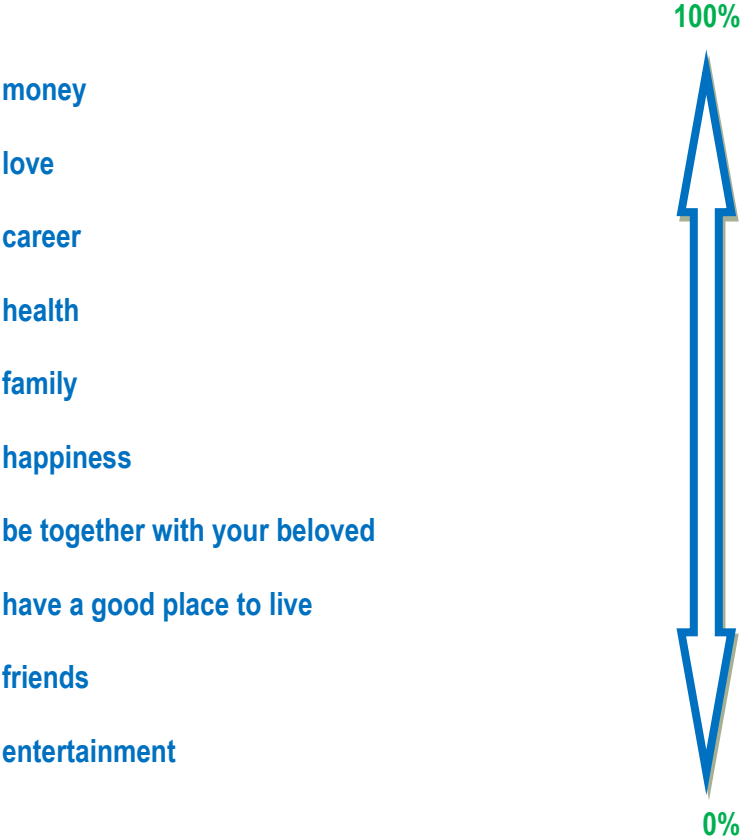 100%
money
love
career
health
family
happiness
be together with your beloved
have a good place to live
friends
entertainment
0%